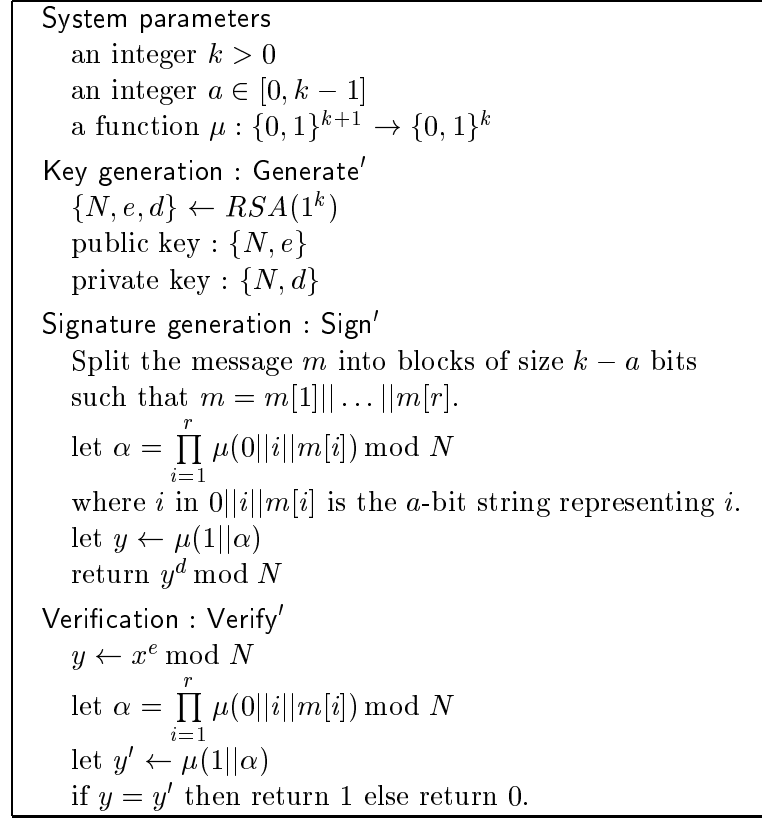 System parameters
an integer k > 0
an integer a ∈ [0, k − 1]
a function μ : {0, 1}^{k+1} → {0, 1}^k
Key generation : Generate′
{N, e, d} ← RSA(1^k)
public key : {N, e}
private key : {N, d}
Signature generation : Sign′
Split the message m into blocks of size k − a bits
such that m = m[1]|| . . . ||m[r].
let α = ∏_{i=1}^{r} μ(0||i||m[i]) mod N
where i in 0||i||m[i] is the a-bit string representing i.
let y ← μ(1||α)
return y^d mod N
Verification : Verify′
y ← x^e mod N
let α = ∏_{i=1}^{r} μ(0||i||m[i]) mod N
let y′ ← μ(1||α)
if y = y′ then return 1 else return 0.